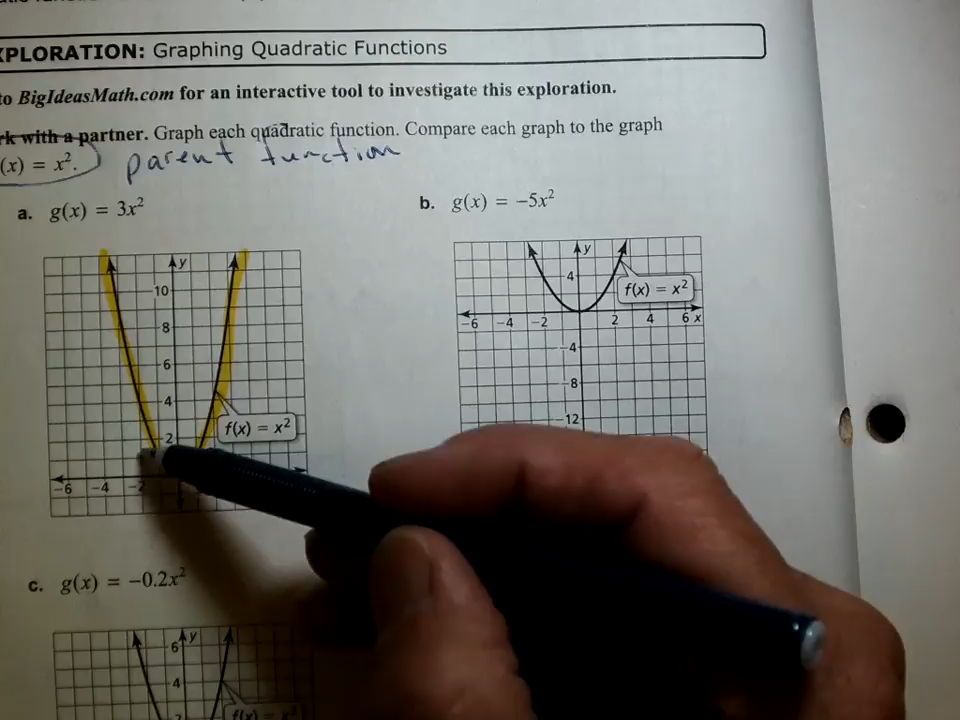 XPLORATION: Graphing Quadratic Functions
to BigIdeasMath.com for an interactive tool to investigate this exploration.
rk with a partner. Graph each quadratic function. Compare each graph to the graph
(x) = x². parent function
a. g(x) = 3x²
b. g(x) = −5x²
y
10
8
6
4
2
f(x) = x²
−6 −4 −2
y
4
f(x) = x²
−6 −4 −2 2 4 6 x
−4
−8
−12
c. g(x) = −0.2x²
y
6
4
f(x) = x²